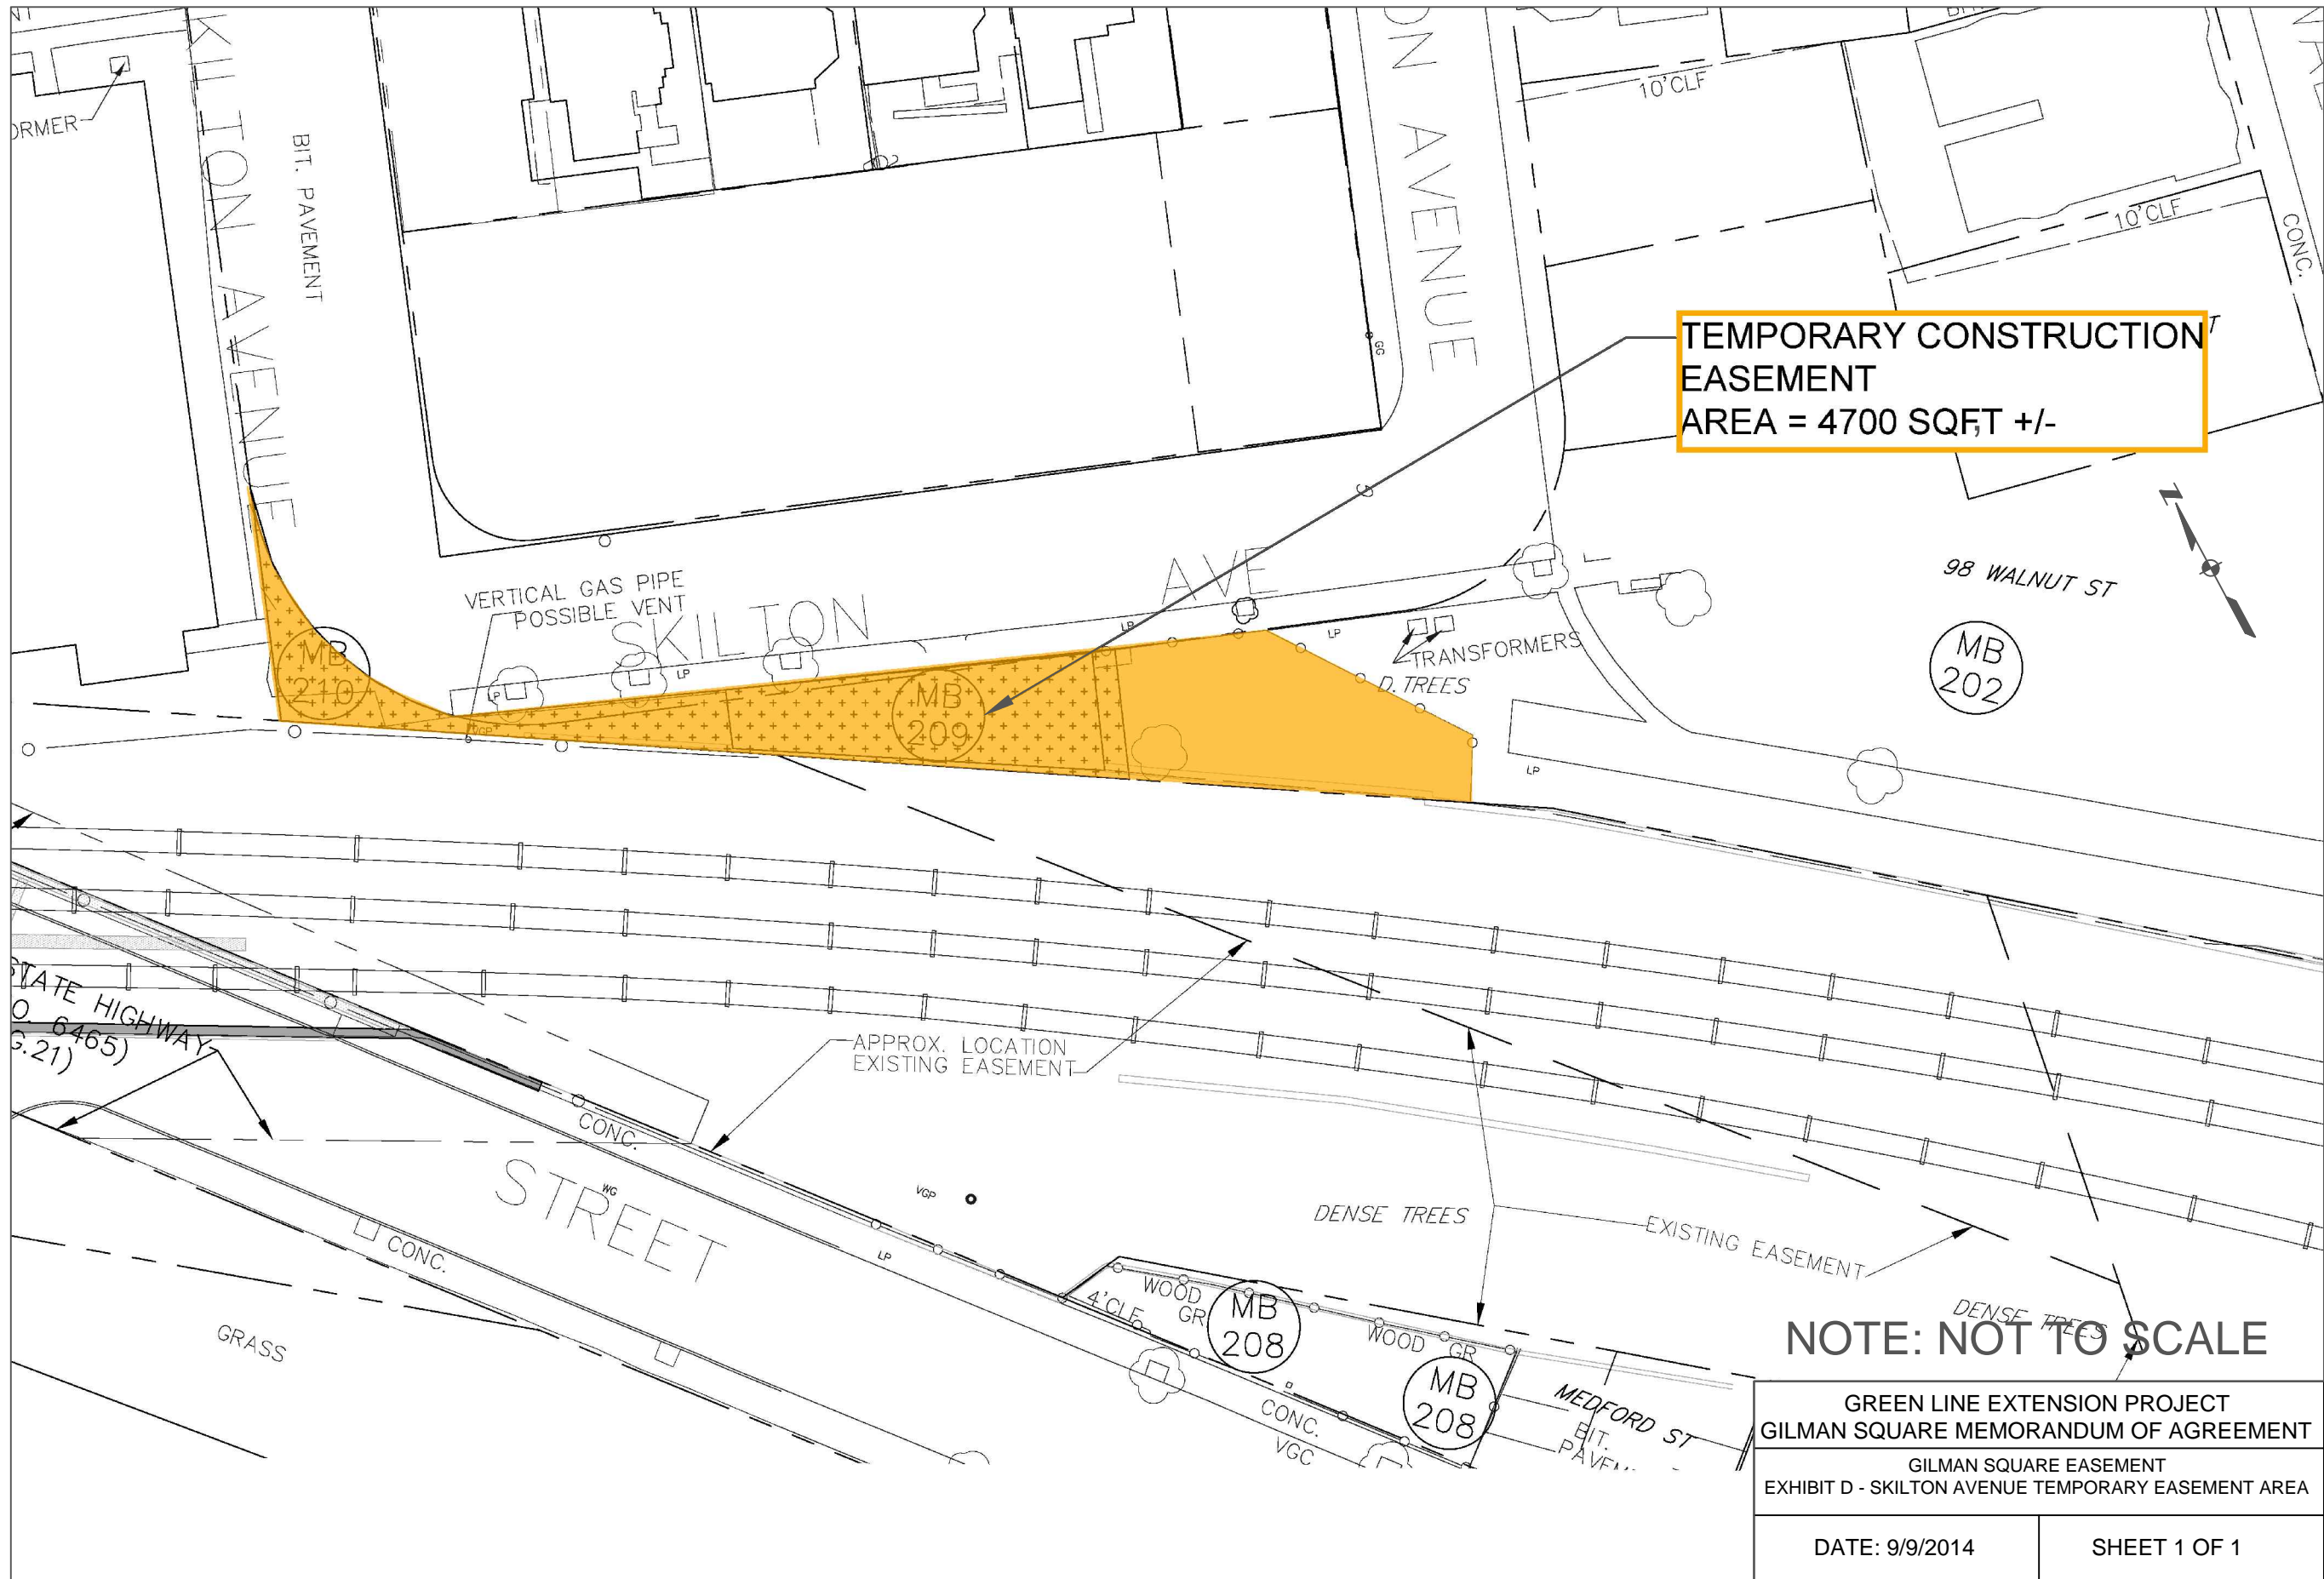 SKILTON AVENUE
BIT. PAVEMENT
10'CLF
AVENUE
10'CLF
CONC.
GG
TEMPORARY CONSTRUCTION
EASEMENT
AREA = 4700 SQFT +/-
98 WALNUT ST
MB
202
VERTICAL GAS PIPE
POSSIBLE VENT
SKILTON AVE
LP
LP
LP
LP
TRANSFORMERS
D. TREES
MB
210
MB
209
VGP
LP
STATE HIGHWAY
6465)
APPROX. LOCATION
EXISTING EASEMENT
CONC.
STREET
WG
VGP
LP
DENSE TREES
EXISTING EASEMENT
DENSE TREES
CONC.
GRASS
4'CLF
WOOD
GR
MB
208
WOOD GR
MB
208
CONC.
VGC
MEDFORD ST
BIT.
NOTE: NOT TO SCALE
GREEN LINE EXTENSION PROJECT
GILMAN SQUARE MEMORANDUM OF AGREEMENT
GILMAN SQUARE EASEMENT
EXHIBIT D - SKILTON AVENUE TEMPORARY EASEMENT AREA
DATE: 9/9/2014
SHEET 1 OF 1